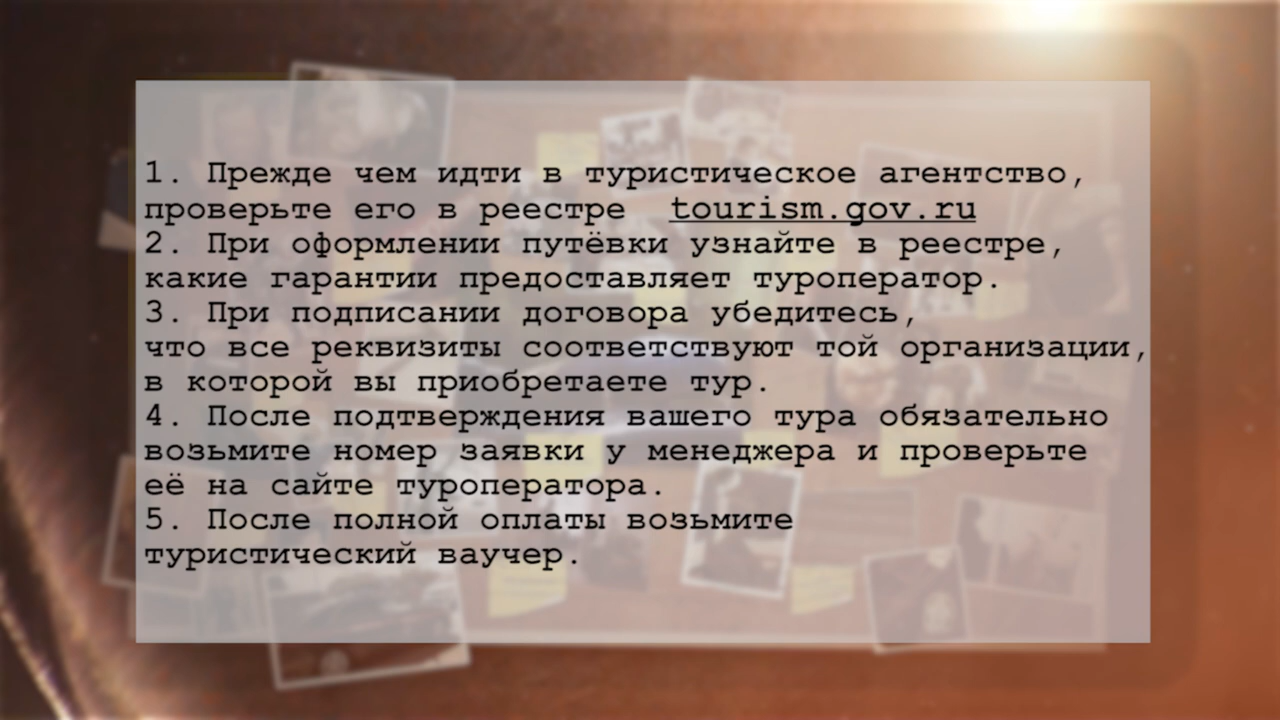 1. Прежде чем идти в туристическое агентство,
проверьте его в реестре tourism.gov.ru
2. При оформлении путёвки узнайте в реестре,
какие гарантии предоставляет туроператор.
3. При подписании договора убедитесь,
что все реквизиты соответствуют той организации,
в которой вы приобретаете тур.
4. После подтверждения вашего тура обязательно
возьмите номер заявки у менеджера и проверьте
её на сайте туроператора.
5. После полной оплаты возьмите
туристический ваучер.